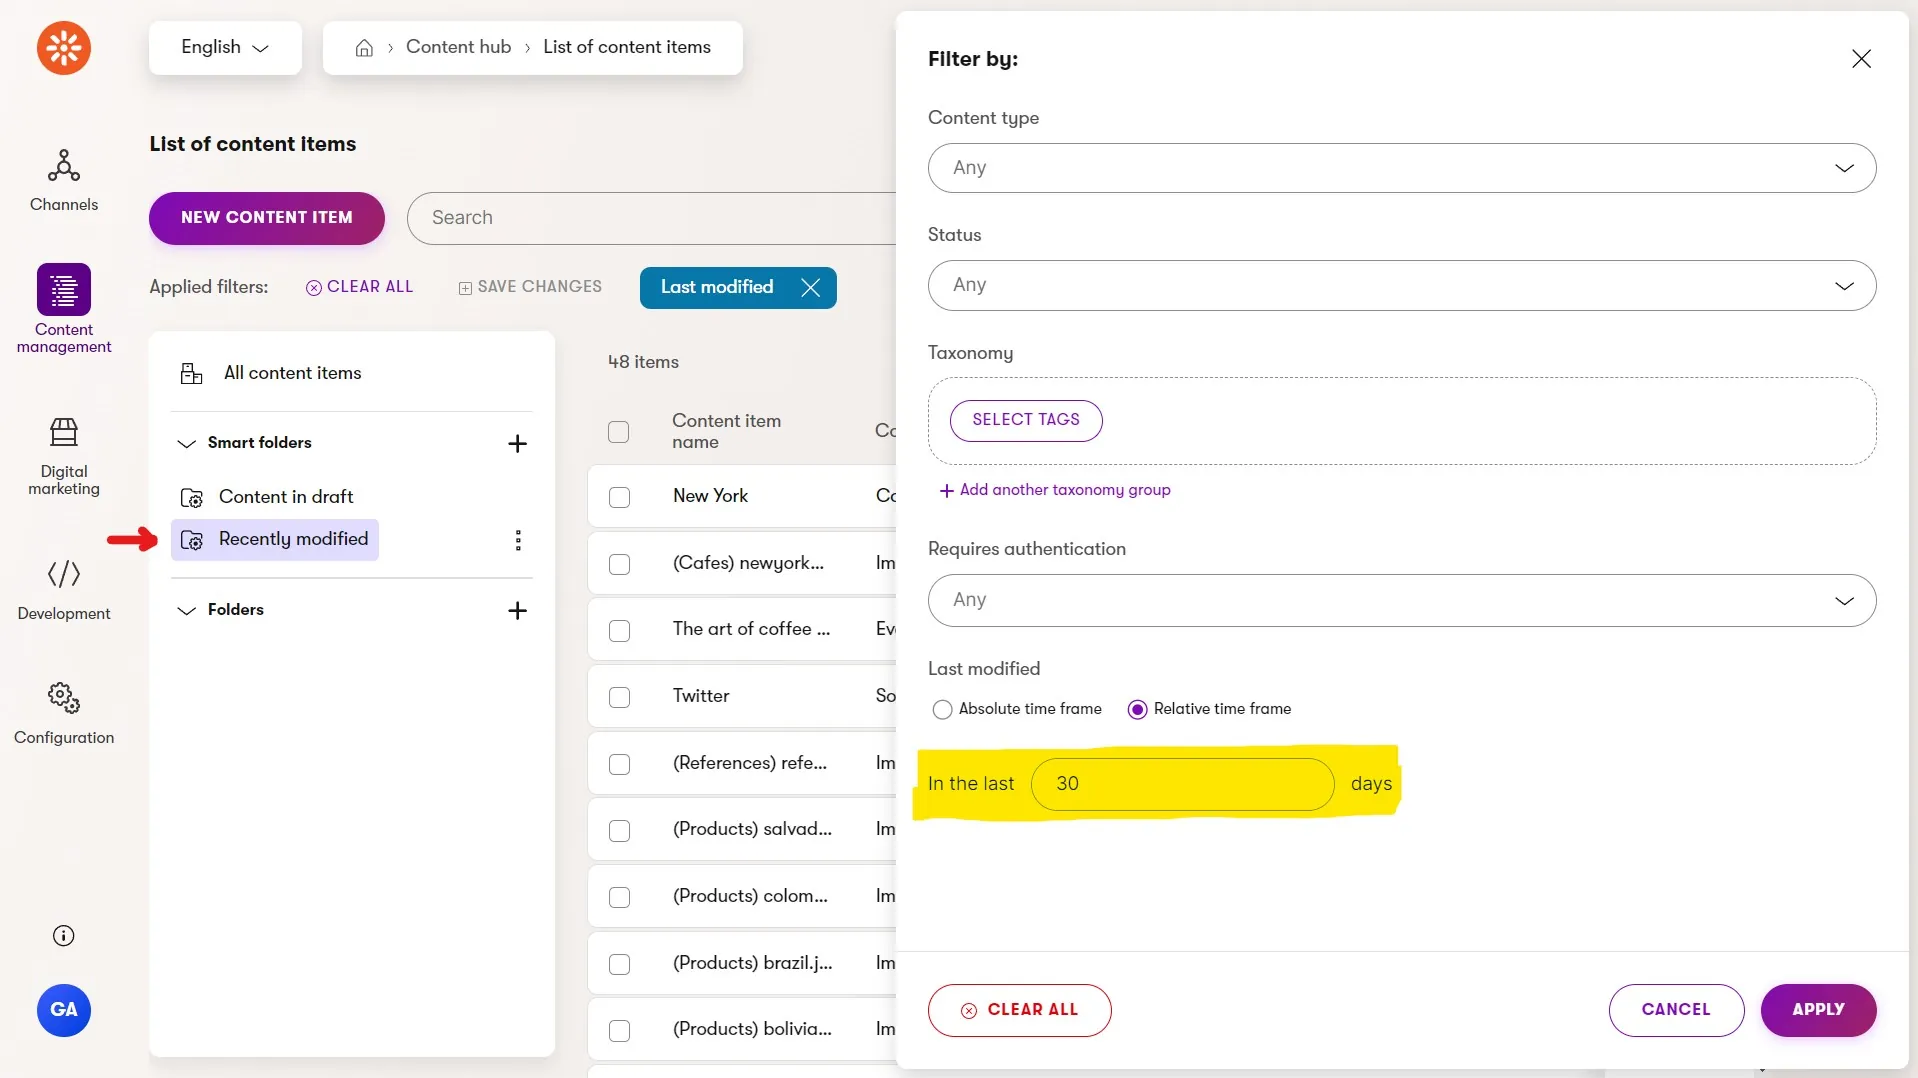 English
Content hub
List of content items
List of content items
NEW CONTENT ITEM
Search
Applied filters:
CLEAR ALL
SAVE CHANGES
Last modified
Channels
Content
management
Digital
marketing
Development
Configuration
GA
All content items
Smart folders
Content in draft
Recently modified
Folders
48 items
Content item
name
Co
New York
Co
(Cafes) newyork...
Im
The art of coffee ...
Eve
Twitter
So
(References) refe...
Im
(Products) salvad...
Im
(Products) colom...
Im
(Products) brazil.j...
Im
(Products) bolivia...
Im
Filter by:
Content type
Any
Status
Any
Taxonomy
SELECT TAGS
Add another taxonomy group
Requires authentication
Any
Last modified
Absolute time frame
Relative time frame
In the last 30 days
CLEAR ALL
CANCEL
APPLY